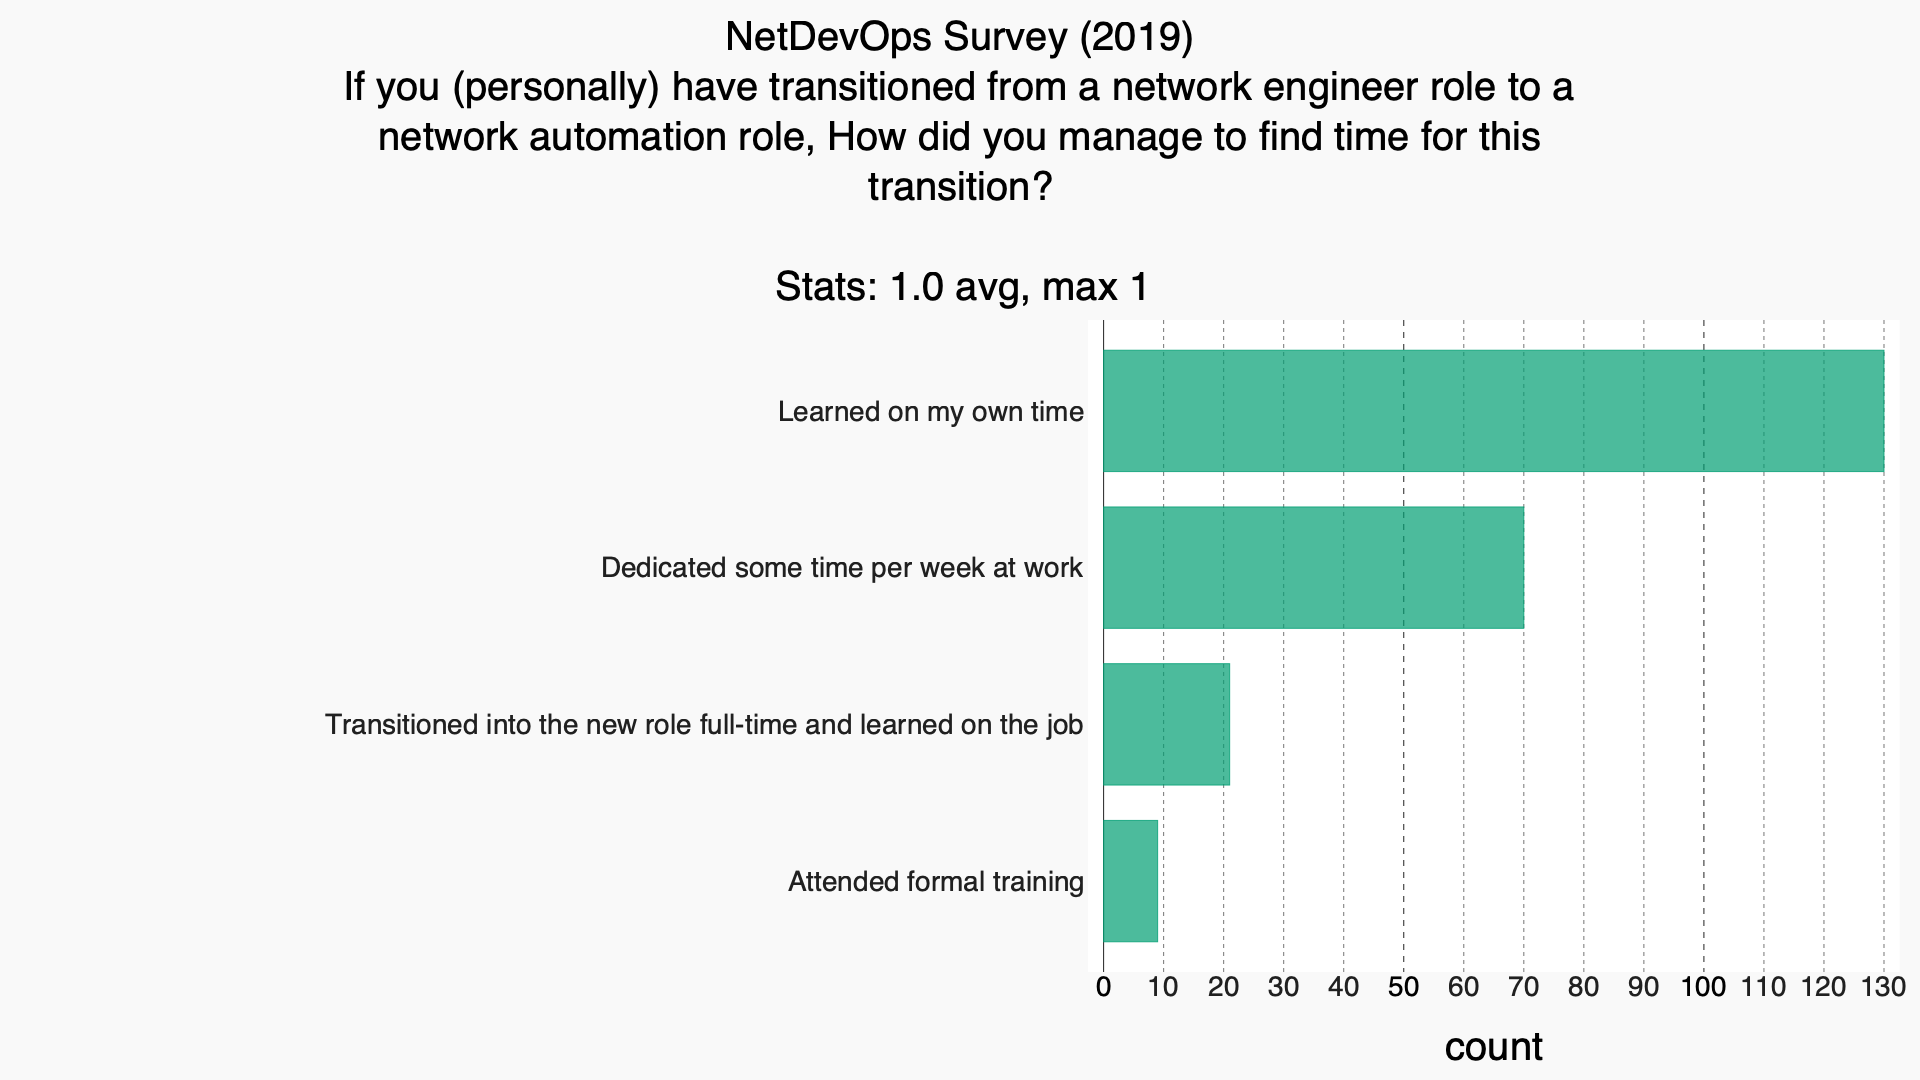 NetDevOps Survey (2019)
If you (personally) have transitioned from a network engineer role to a
network automation role, How did you manage to find time for this
transition?
Stats: 1.0 avg, max 1
Learned on my own time
Dedicated some time per week at work
Transitioned into the new role full-time and learned on the job
Attended formal training
0 10 20 30 40 50 60 70 80 90 100 110 120 130
count